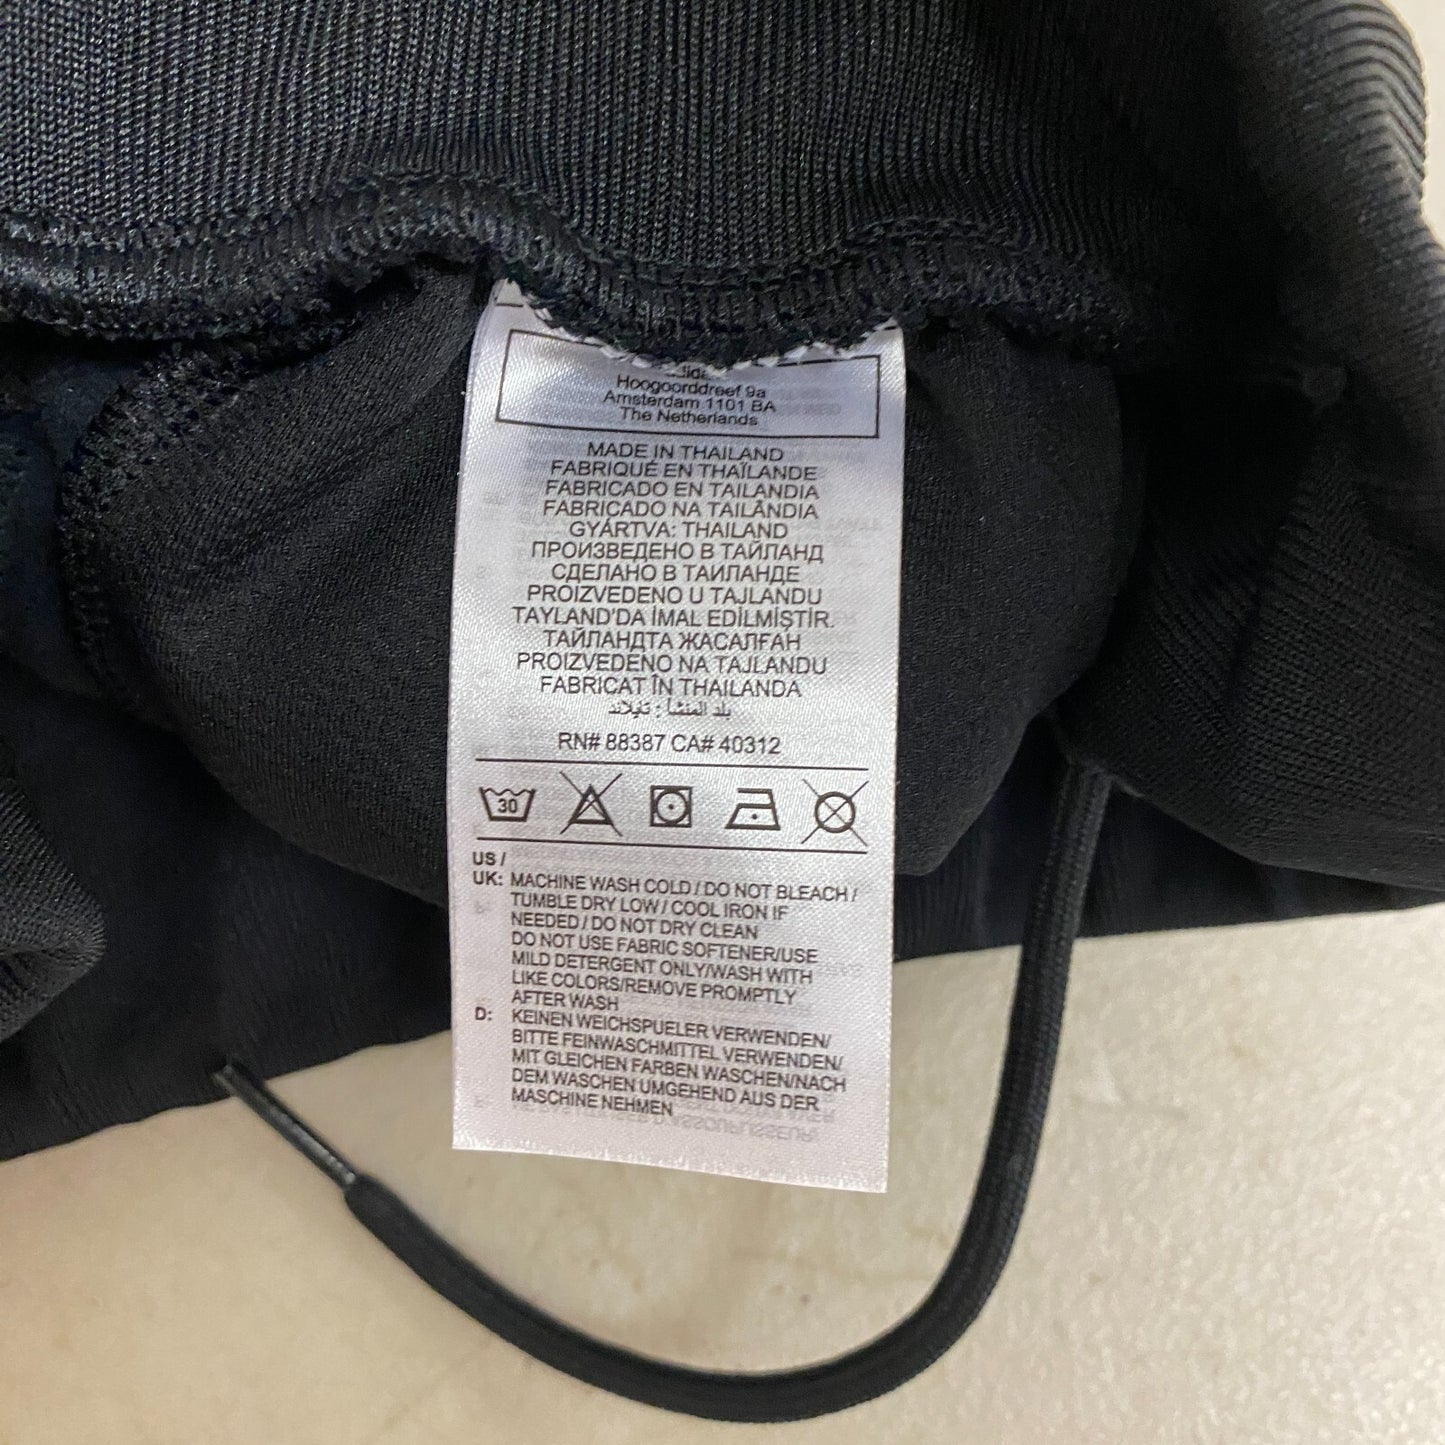 Hoogoorddreef 9a
Amsterdam 1101 BA
The Netherlands
MADE IN THAILAND
FABRIQUÉ EN THAÏLANDE
FABRICADO EN TAILANDIA
FABRICADO NA TAILÂNDIA
GYÁRTVA: THAILAND
ПРОИЗВЕДЕНО В ТАЙЛАНД
СДЕЛАНО В ТАИЛАНДЕ
PROIZVEDENO U TAJLANDU
TAYLAND'DA İMAL EDİLMİŞTİR.
ТАЙЛАНДТА ЖАСАЛҒАН
PROIZVEDENO NA TAJLANDU
FABRICAT ÎN THAILANDA
بلد المنشأ : تايلاند
RN# 88387 CA# 40312
30
US /
UK: MACHINE WASH COLD / DO NOT BLEACH /
TUMBLE DRY LOW / COOL IRON IF
NEEDED / DO NOT DRY CLEAN
DO NOT USE FABRIC SOFTENER/USE
MILD DETERGENT ONLY/WASH WITH
LIKE COLORS/REMOVE PROMPTLY
AFTER WASH
D: KEINEN WEICHSPUELER VERWENDEN/
BITTE FEINWASCHMITTEL VERWENDEN/
MIT GLEICHEN FARBEN WASCHEN/NACH
DEM WASCHEN UMGEHEND AUS DER
MASCHINE NEHMEN